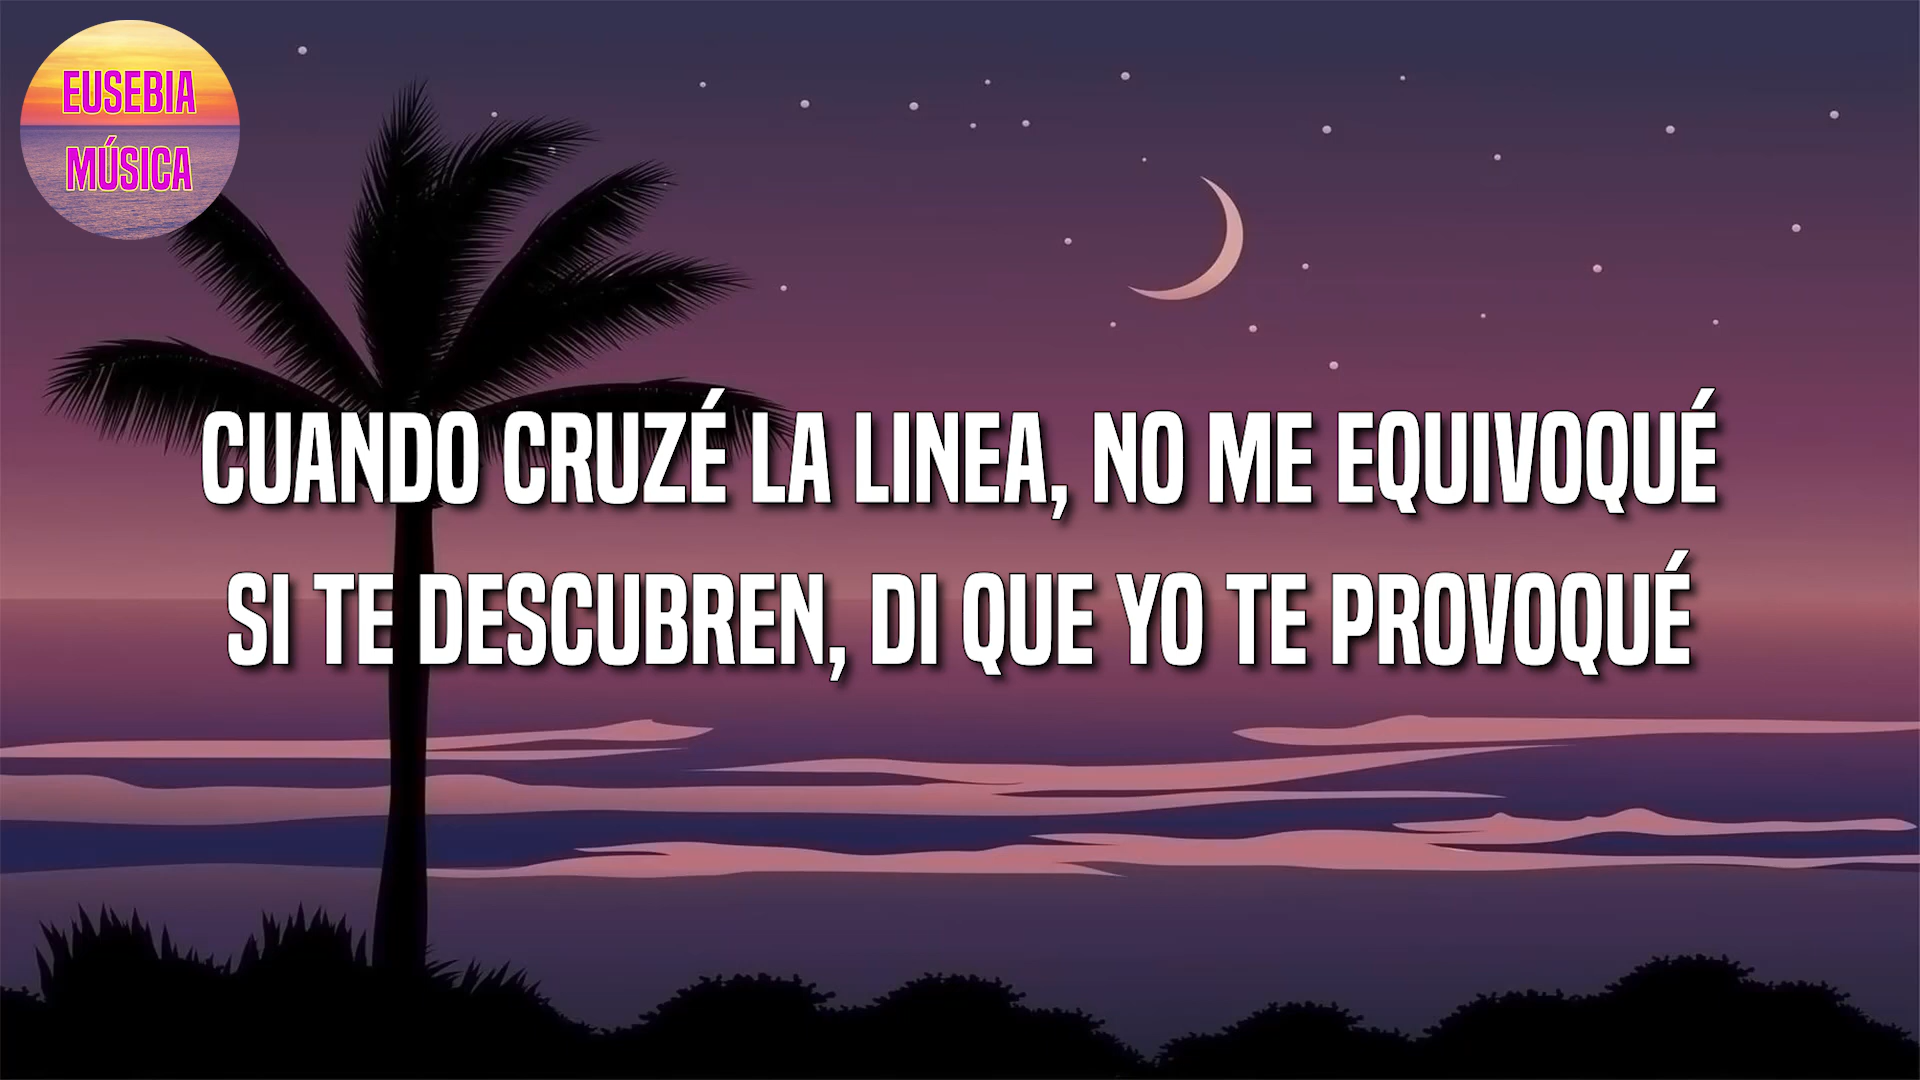 EUSEBIA
MÚSICA
CUANDO CRUZÉ LA LINEA, NO ME EQUIVOQUÉ
SI TE DESCUBREN, DI QUE YO TE PROVOQUÉ